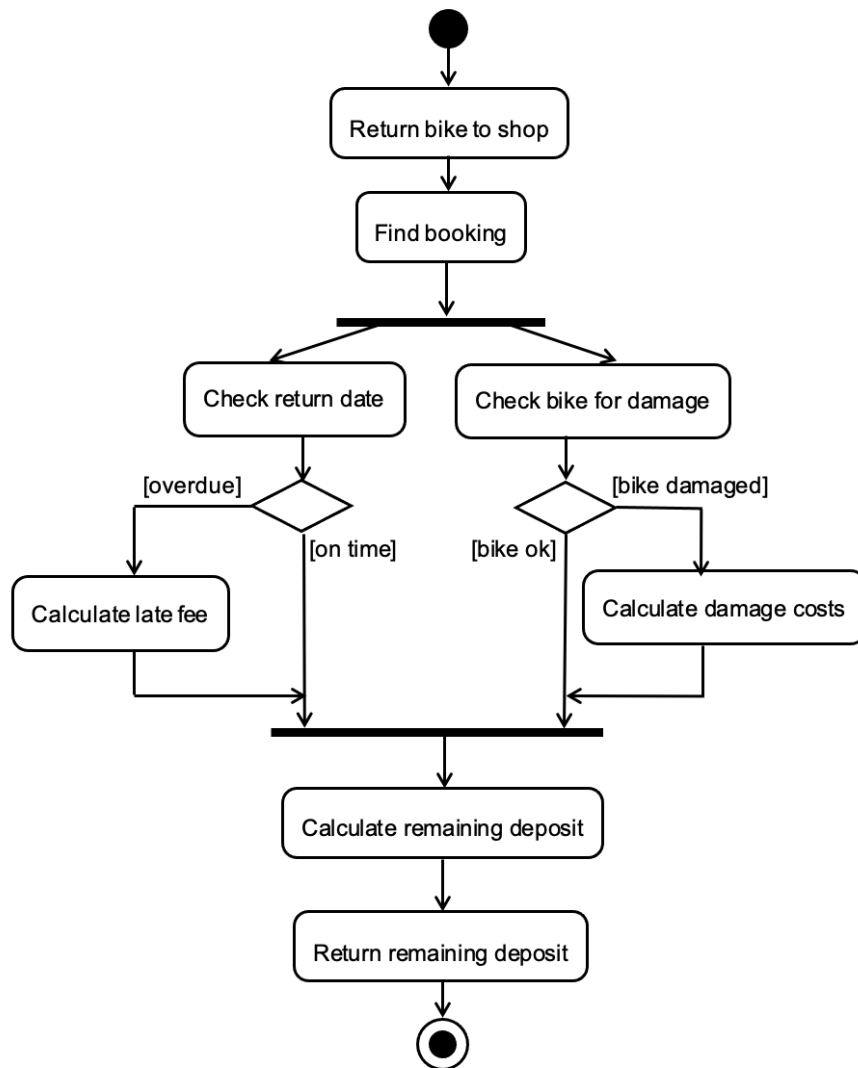 Return bike to shop
Find booking
Check return date
Check bike for damage
[overdue]
[bike damaged]
[on time]
[bike ok]
Calculate late fee
Calculate damage costs
Calculate remaining deposit
Return remaining deposit